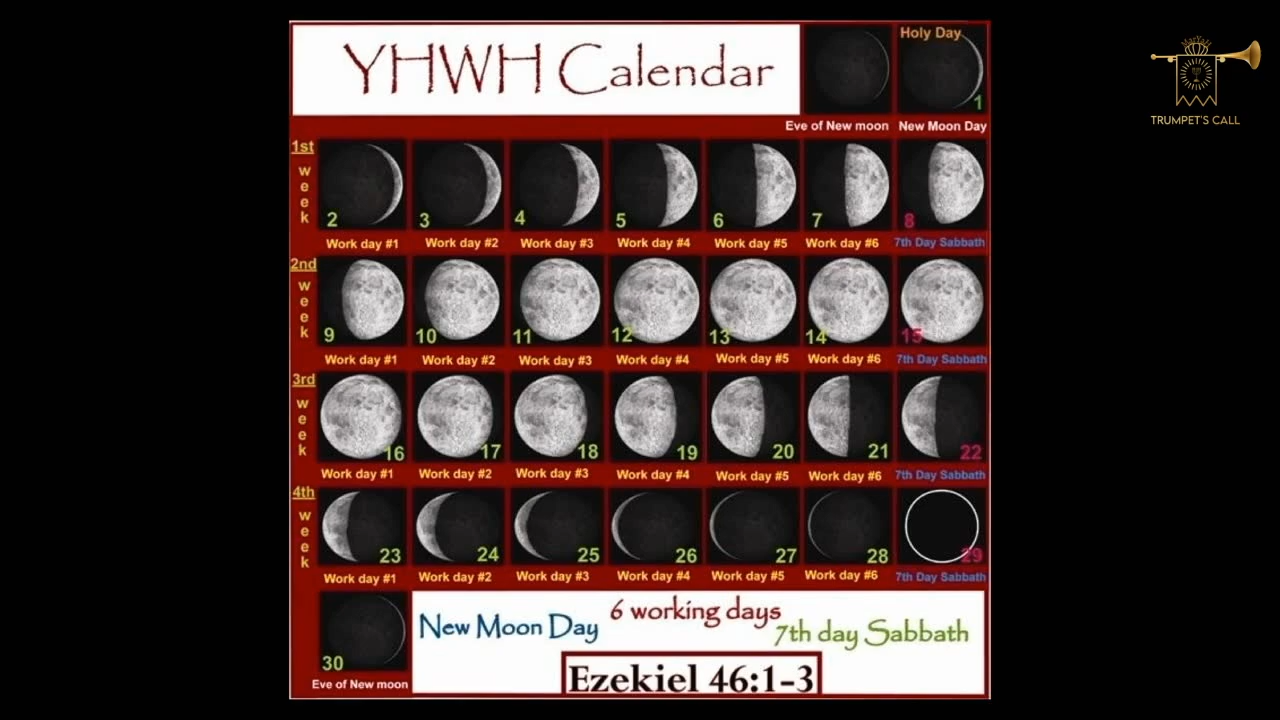 YHWH Calendar
Holy Day
1
Eve of New moon New Moon Day
MarYah
TRUMPET'S CALL
1st
week
2 3 4 5 6 7 8
Work day #1 Work day #2 Work day #3 Work day #4 Work day #5 Work day #6 7th Day Sabbath
2nd
week
9 10 11 12 13 14 15
Work day #1 Work day #2 Work day #3 Work day #4 Work day #5 Work day #6 7th Day Sabbath
3rd
week
16 17 18 19 20 21 22
Work day #1 Work day #2 Work day #3 Work day #4 Work day #5 Work day #6 7th Day Sabbath
4th
week
23 24 25 26 27 28 29
Work day #1 Work day #2 Work day #3 Work day #4 Work day #5 Work day #6 7th Day Sabbath
30
Eve of New moon
New Moon Day 6 working days 7th day Sabbath
Ezekiel 46:1-3